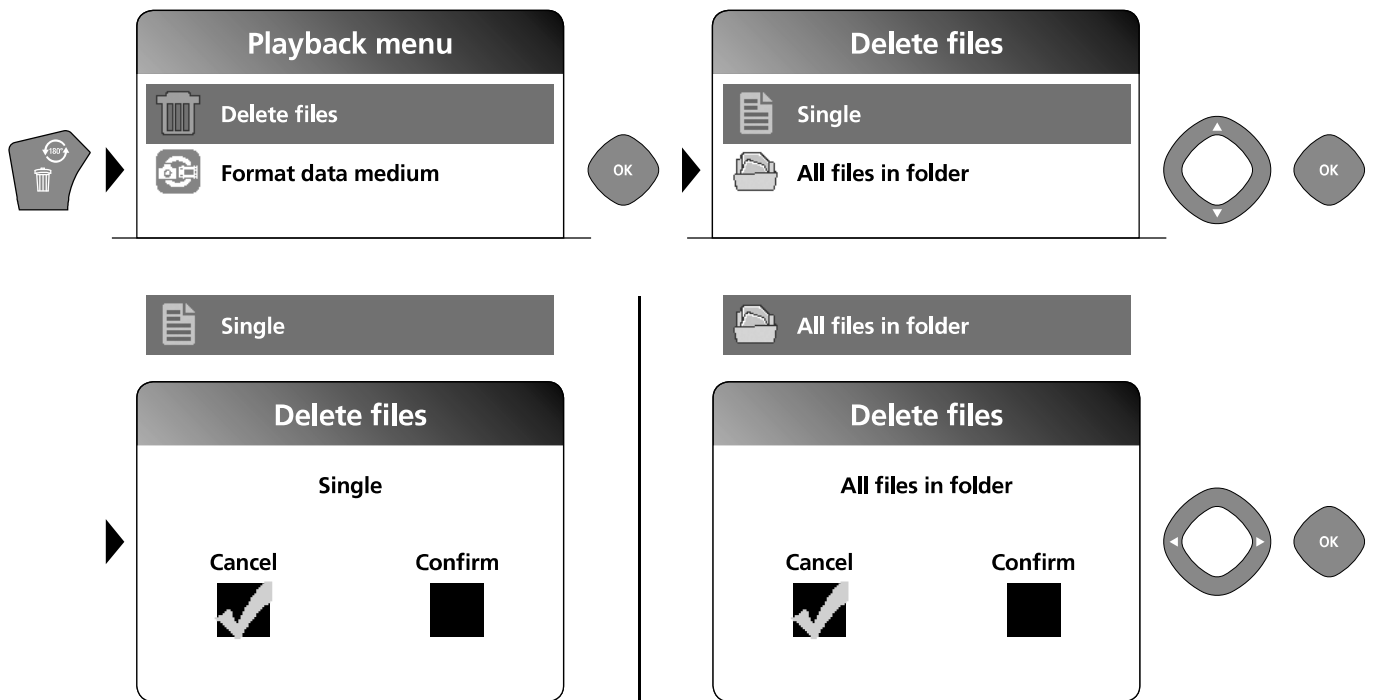 Playback menu
Delete files
Format data medium
180°
OK
Delete files
Single
All files in folder
OK
Single
All files in folder
Delete files
Single
Cancel Confirm
Delete files
All files in folder
Cancel Confirm
OK